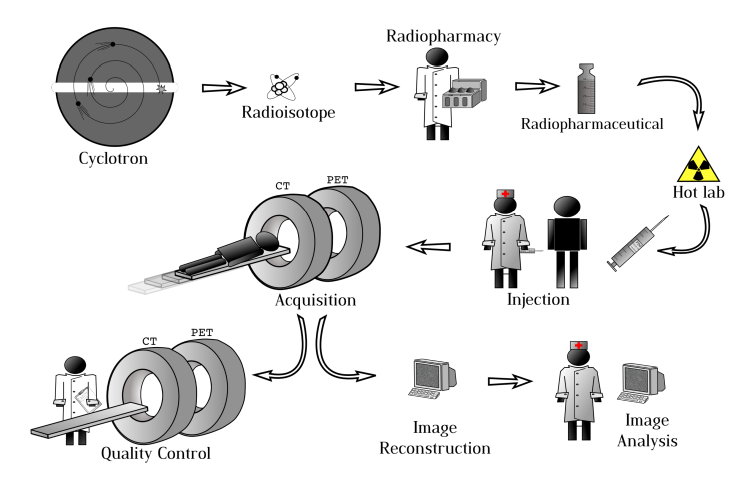 Radiopharmacy
Cyclotron
Radioisotope
Radiopharmaceutical
Hot lab
CT
PET
Acquisition
Injection
CT
PET
Quality Control
Image
Reconstruction
Image
Analysis